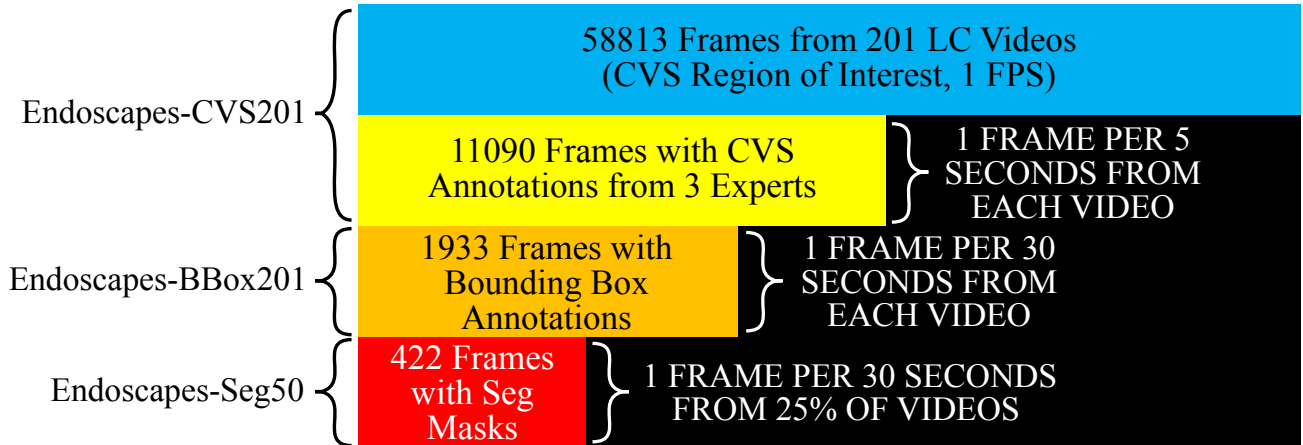 58813 Frames from 201 LC Videos
(CVS Region of Interest, 1 FPS)
Endoscapes-CVS201
11090 Frames with CVS
Annotations from 3 Experts
1 FRAME PER 5
SECONDS FROM
EACH VIDEO
Endoscapes-BBox201
1933 Frames with
Bounding Box
Annotations
1 FRAME PER 30
SECONDS FROM
EACH VIDEO
Endoscapes-Seg50
422 Frames
with Seg
Masks
1 FRAME PER 30 SECONDS
FROM 25% OF VIDEOS